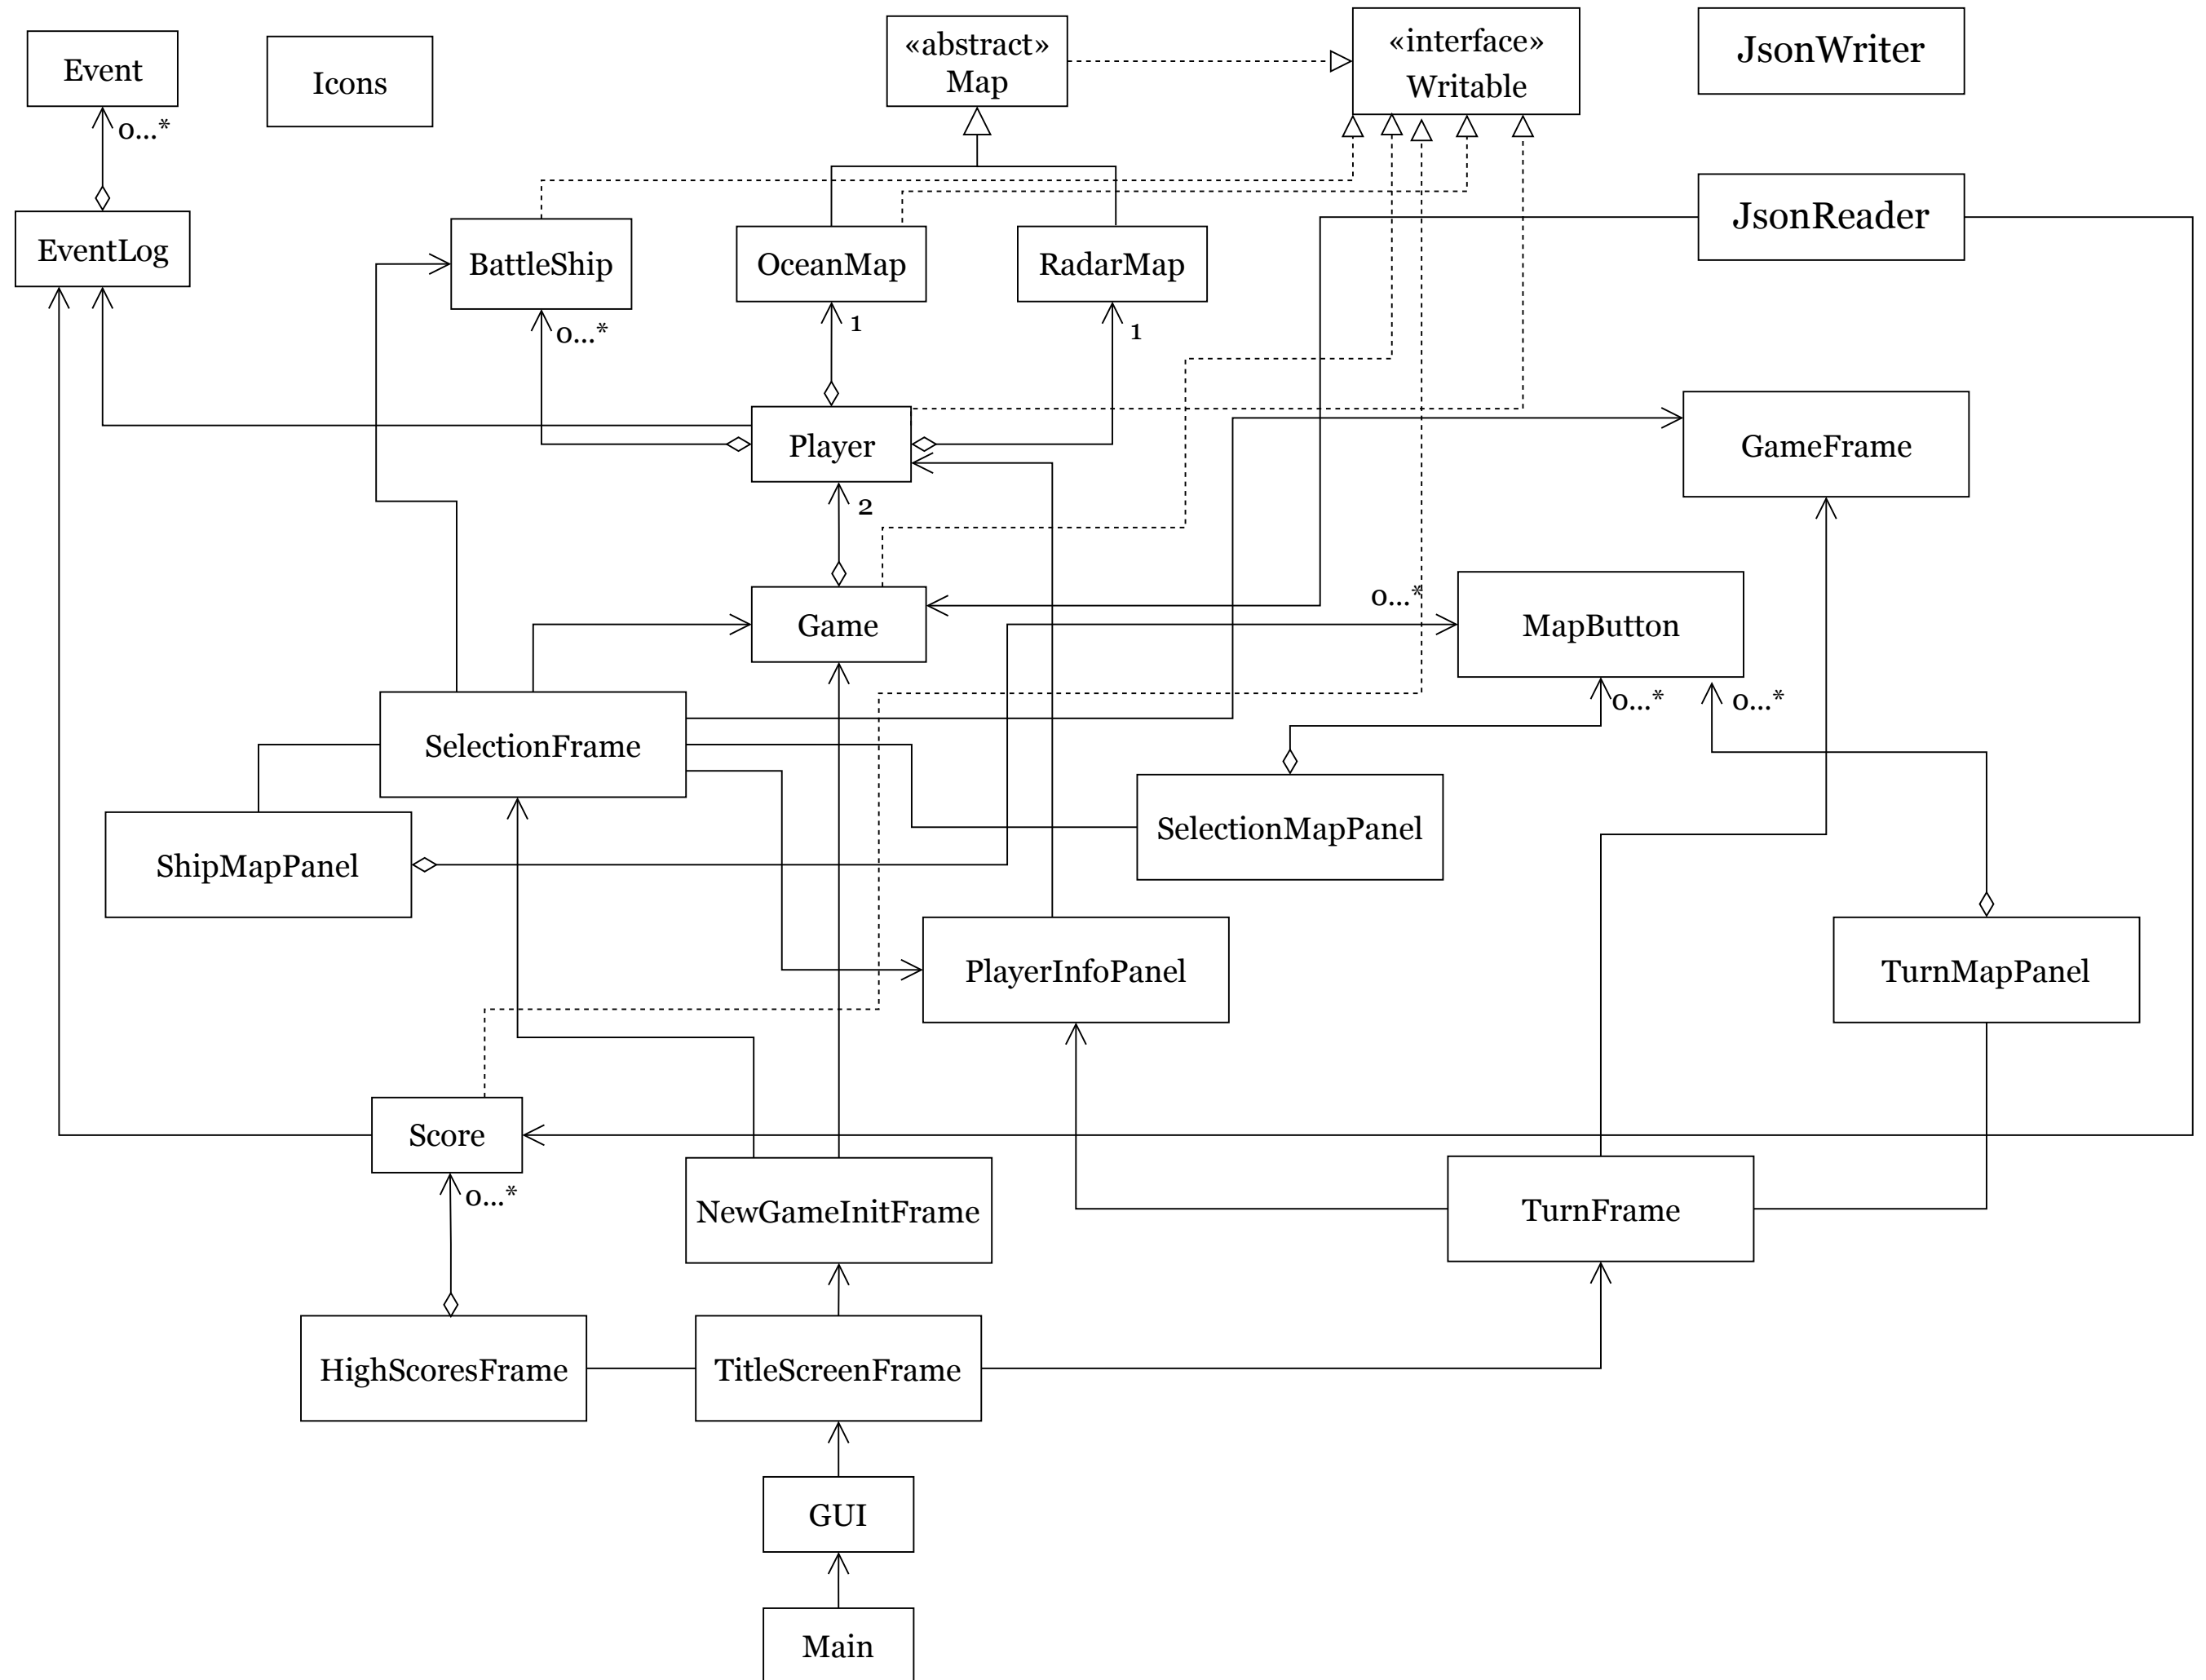 «abstract»
Map
«interface»
Writable
JsonWriter
Event
Icons
0...*
EventLog
BattleShip
OceanMap
RadarMap
JsonReader
0...*
1
1
Player
GameFrame
2
0...*
Game
MapButton
0...*
0...*
SelectionFrame
SelectionMapPanel
ShipMapPanel
PlayerInfoPanel
TurnMapPanel
Score
0...*
NewGameInitFrame
TurnFrame
HighScoresFrame
TitleScreenFrame
GUI
Main